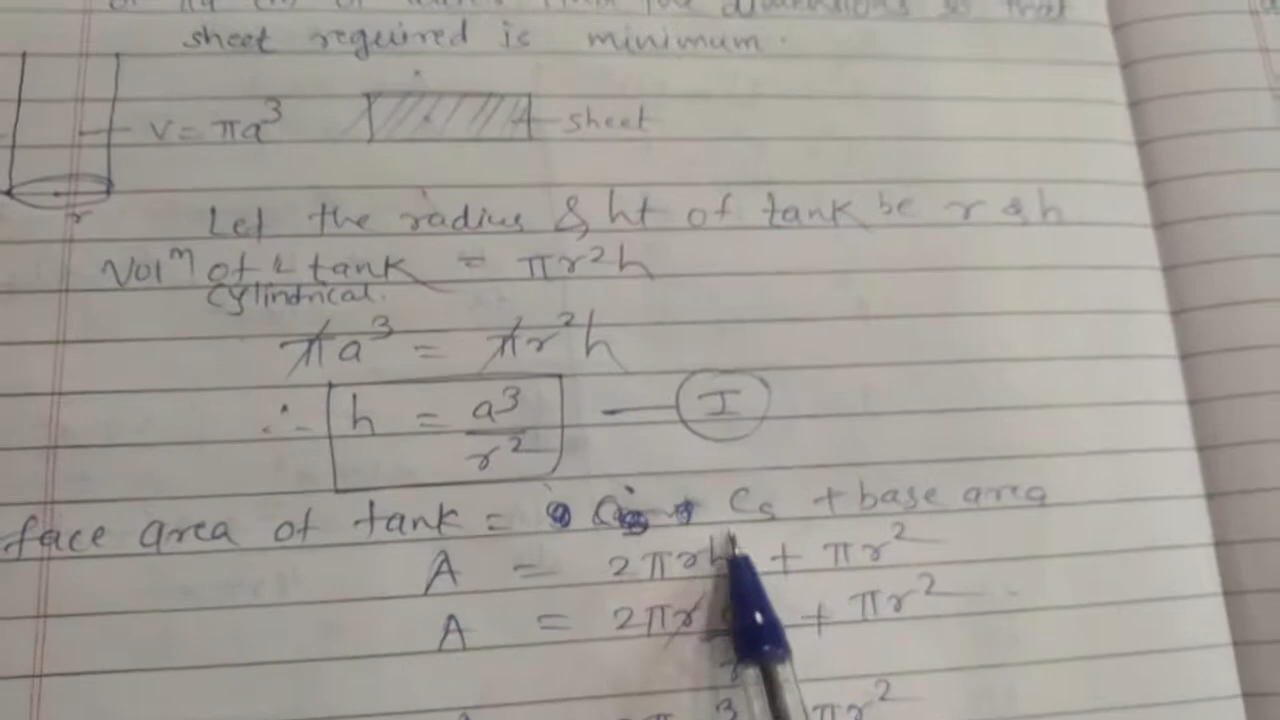 sheet required is minimum.
V = πa³
sheet
r
Let the radius & ht of tank be r & h
Volᵐ of tank = πr²h
Cylindrical.
πa³ = πr²h
∴ h = a³/r² — I
face area of tank = Cs + base area
A = 2πrh + πr²
A = 2πr + πr²
πr²